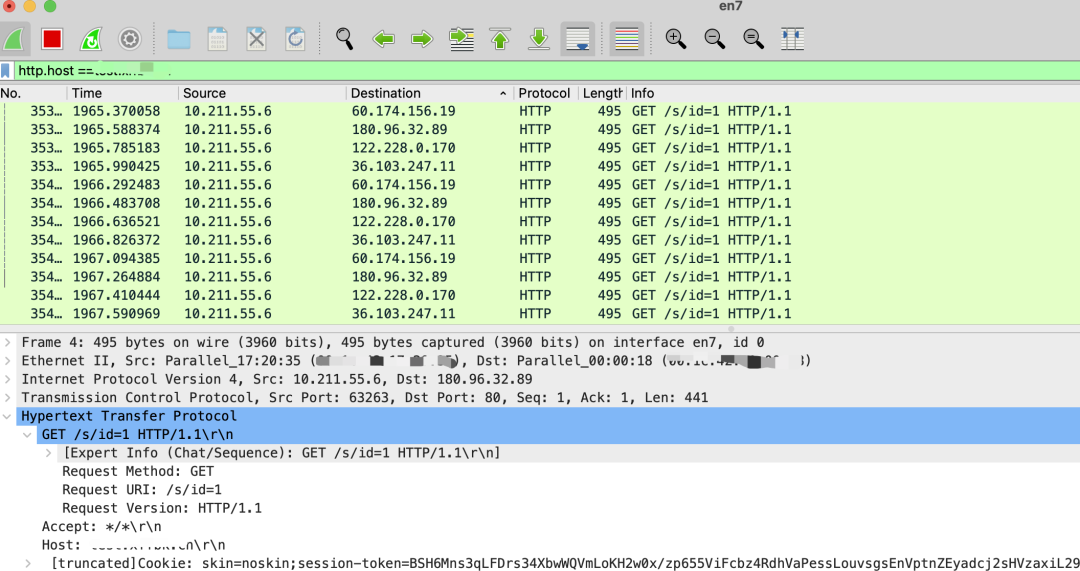 en7
http.host ==
No. Time Source Destination Protocol Length Info
353… 1965.370058 10.211.55.6 60.174.156.19 HTTP 495 GET /s/id=1 HTTP/1.1
353… 1965.588374 10.211.55.6 180.96.32.89 HTTP 495 GET /s/id=1 HTTP/1.1
353… 1965.785183 10.211.55.6 122.228.0.170 HTTP 495 GET /s/id=1 HTTP/1.1
353… 1965.990425 10.211.55.6 36.103.247.11 HTTP 495 GET /s/id=1 HTTP/1.1
354… 1966.292483 10.211.55.6 60.174.156.19 HTTP 495 GET /s/id=1 HTTP/1.1
354… 1966.483708 10.211.55.6 180.96.32.89 HTTP 495 GET /s/id=1 HTTP/1.1
354… 1966.636521 10.211.55.6 122.228.0.170 HTTP 495 GET /s/id=1 HTTP/1.1
354… 1966.826372 10.211.55.6 36.103.247.11 HTTP 495 GET /s/id=1 HTTP/1.1
354… 1967.094385 10.211.55.6 60.174.156.19 HTTP 495 GET /s/id=1 HTTP/1.1
354… 1967.264884 10.211.55.6 180.96.32.89 HTTP 495 GET /s/id=1 HTTP/1.1
354… 1967.410444 10.211.55.6 122.228.0.170 HTTP 495 GET /s/id=1 HTTP/1.1
354… 1967.590969 10.211.55.6 36.103.247.11 HTTP 495 GET /s/id=1 HTTP/1.1
Frame 4: 495 bytes on wire (3960 bits), 495 bytes captured (3960 bits) on interface en7, id 0
Ethernet II, Src: Parallel_17:20:35 ( ), Dst: Parallel_00:00:18 ( )
Internet Protocol Version 4, Src: 10.211.55.6, Dst: 180.96.32.89
Transmission Control Protocol, Src Port: 63263, Dst Port: 80, Seq: 1, Ack: 1, Len: 441
Hypertext Transfer Protocol
GET /s/id=1 HTTP/1.1\r\n
[Expert Info (Chat/Sequence): GET /s/id=1 HTTP/1.1\r\n]
Request Method: GET
Request URI: /s/id=1
Request Version: HTTP/1.1
Accept: */*\r\n
Host: \r\n
[truncated]Cookie: skin=noskin;session-token=BSH6Mns3qLFDrs34XbwWQVmLoKH2w0x/zp655ViFcbz4RdhVaPessLouvsgsEnVptnZEyadcj2sHVzaxiL29